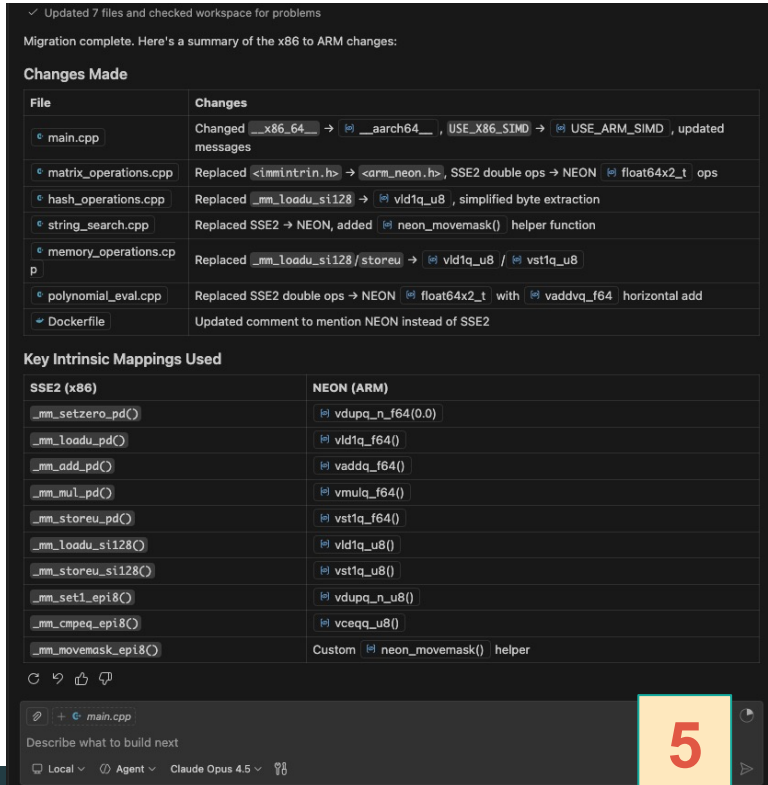 Updated 7 files and checked workspace for problems
Migration complete. Here's a summary of the x86 to ARM changes:
Changes Made
File Changes
main.cpp Changed __x86_64__ → __aarch64__ , USE_X86_SIMD → USE_ARM_SIMD , updated
messages
matrix_operations.cpp Replaced <immintrin.h> → <arm_neon.h>, SSE2 double ops → NEON float64x2_t ops
hash_operations.cpp Replaced _mm_loadu_si128 → vld1q_u8 , simplified byte extraction
string_search.cpp Replaced SSE2 → NEON, added neon_movemask() helper function
memory_operations.cp
p
Replaced _mm_loadu_si128/storeu → vld1q_u8 / vst1q_u8
polynomial_eval.cpp Replaced SSE2 double ops → NEON float64x2_t with vaddvq_f64 horizontal add
Dockerfile Updated comment to mention NEON instead of SSE2
Key Intrinsic Mappings Used
SSE2 (x86) NEON (ARM)
_mm_setzero_pd() vdupq_n_f64(0.0)
_mm_loadu_pd() vld1q_f64()
_mm_add_pd() vaddq_f64()
_mm_mul_pd() vmulq_f64()
_mm_storeu_pd() vst1q_f64()
_mm_loadu_si128() vld1q_u8()
_mm_storeu_si128() vst1q_u8()
_mm_set1_epi8() vdupq_n_u8()
_mm_cmpeq_epi8() vceqq_u8()
_mm_movemask_epi8() Custom neon_movemask() helper
+ main.cpp
Describe what to build next
Local Agent Claude Opus 4.5
5